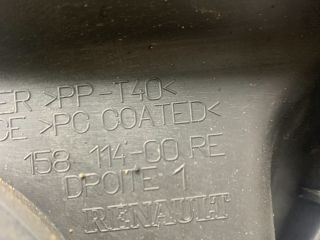 ER >PP-T40<
CE >PC COATED<
158 114-00 RE
DROITE 1
RENAULT